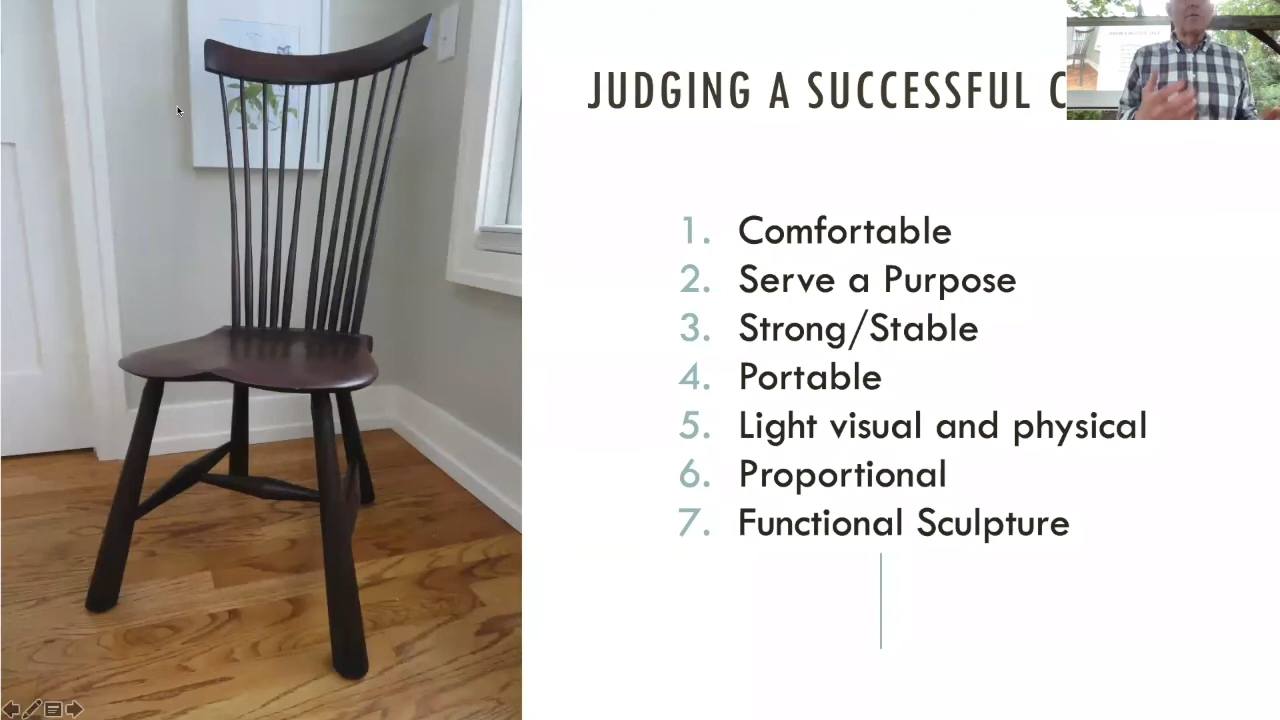 JUDGING A SUCCESSFUL C
1. Comfortable
2. Serve a Purpose
3. Strong/Stable
4. Portable
5. Light visual and physical
6. Proportional
7. Functional Sculpture